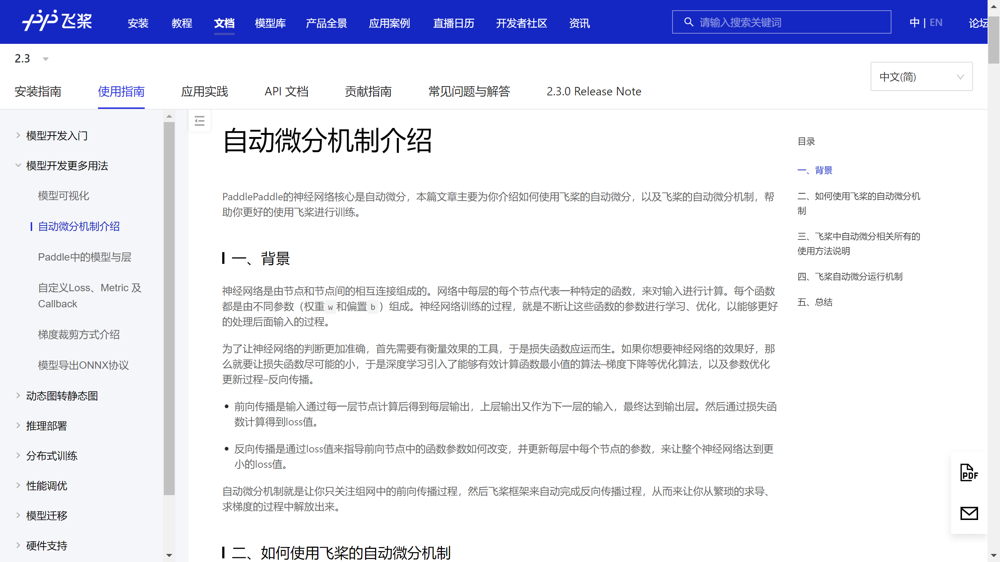 飞桨 安装 教程 文档 模型库 产品全景 应用案例 直播日历 开发者社区 资讯 请输入搜索关键词 中 | EN 论坛
2.3
中文(简)
安装指南 使用指南 应用实践 API 文档 贡献指南 常见问题与解答 2.3.0 Release Note
模型开发入门
模型开发更多用法
模型可视化
自动微分机制介绍
Paddle中的模型与层
自定义Loss、Metric 及
Callback
梯度裁剪方式介绍
模型导出ONNX协议
动态图转静态图
推理部署
分布式训练
性能调优
模型迁移
硬件支持
自动微分机制介绍
PaddlePaddle的神经网络核心是自动微分，本篇文章主要为你介绍如何使用飞桨的自动微分，以及飞桨的自动微分机制，帮
助你更好的使用飞桨进行训练。
一、背景
神经网络是由节点和节点间的相互连接组成的。网络中每层的每个节点代表一种特定的函数，来对输入进行计算。每个函数
都是由不同参数（权重w和偏置b）组成。神经网络训练的过程，就是不断让这些函数的参数进行学习、优化，以能够更好
的处理后面输入的过程。
为了让神经网络的判断更加准确，首先需要有衡量效果的工具，于是损失函数应运而生。如果你想要神经网络的效果好，那
么就要让损失函数尽可能的小，于是深度学习引入了能够有效计算函数最小值的算法–梯度下降等优化算法，以及参数优化
更新过程–反向传播。
前向传播是输入通过每一层节点计算后得到每层输出，上层输出又作为下一层的输入，最终达到输出层。然后通过损失函
数计算得到loss值。
反向传播是通过loss值来指导前向节点中的函数参数如何改变，并更新每层中每个节点的参数，来让整个神经网络达到更
小的loss值。
自动微分机制就是让你只关注组网中的前向传播过程，然后飞桨框架来自动完成反向传播过程，从而来让你从繁琐的求导、
求梯度的过程中解放出来。
二、如何使用飞桨的自动微分机制
目录
一、背景
二、如何使用飞桨的自动微分机
制
三、飞桨中自动微分相关所有的
使用方法说明
四、飞桨自动微分运行机制
五、总结
PDF